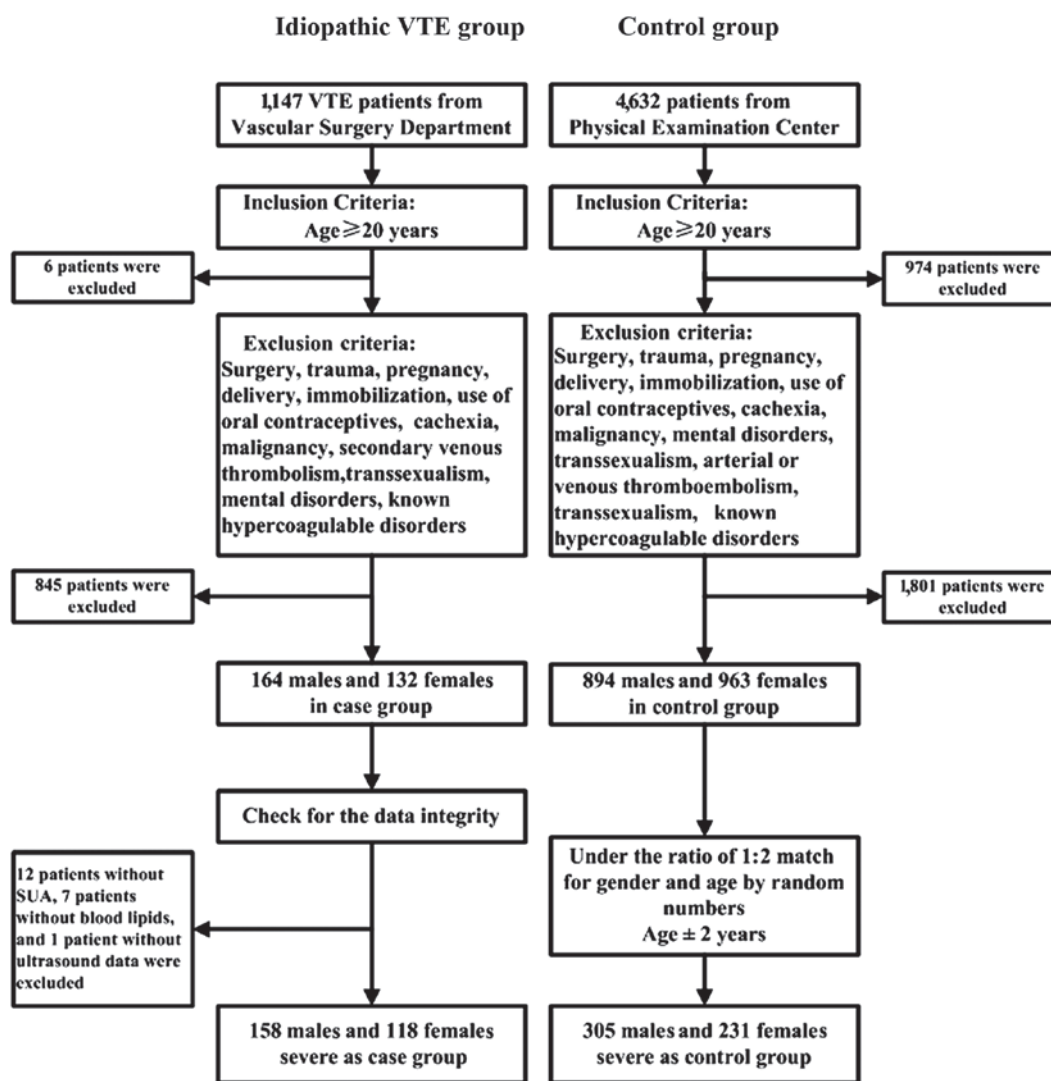 Idiopathic VTE group
Control group
1,147 VTE patients from
Vascular Surgery Department
4,632 patients from
Physical Examination Center
Inclusion Criteria:
Age≥20 years
Inclusion Criteria:
Age≥20 years
6 patients were
excluded
974 patients were
excluded
Exclusion criteria:
Surgery, trauma, pregnancy,
delivery, immobilization, use of
oral contraceptives, cachexia,
malignancy, secondary venous
thrombolism,transsexualism,
mental disorders, known
hypercoagulable disorders
Exclusion criteria:
Surgery, trauma, pregnancy,
delivery, immobilization, use of
oral contraceptives, cachexia,
malignancy, mental disorders,
transsexualism, arterial or
venous thromboembolism,
transsexualism, known
hypercoagulable disorders
845 patients were
excluded
1,801 patients were
excluded
164 males and 132 females
in case group
894 males and 963 females
in control group
Check for the data integrity
12 patients without
SUA, 7 patients
without blood lipids,
and 1 patient without
ultrasound data were
excluded
Under the ratio of 1:2 match
for gender and age by random
numbers
Age ± 2 years
158 males and 118 females
severe as case group
305 males and 231 females
severe as control group